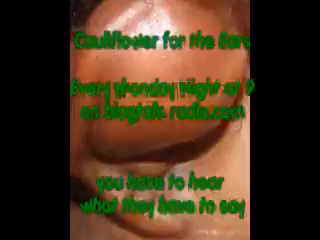 Cauliflower for the Ears
Every Monday Night at 9
on blogtalk radio.com
you have to hear
what they have to say